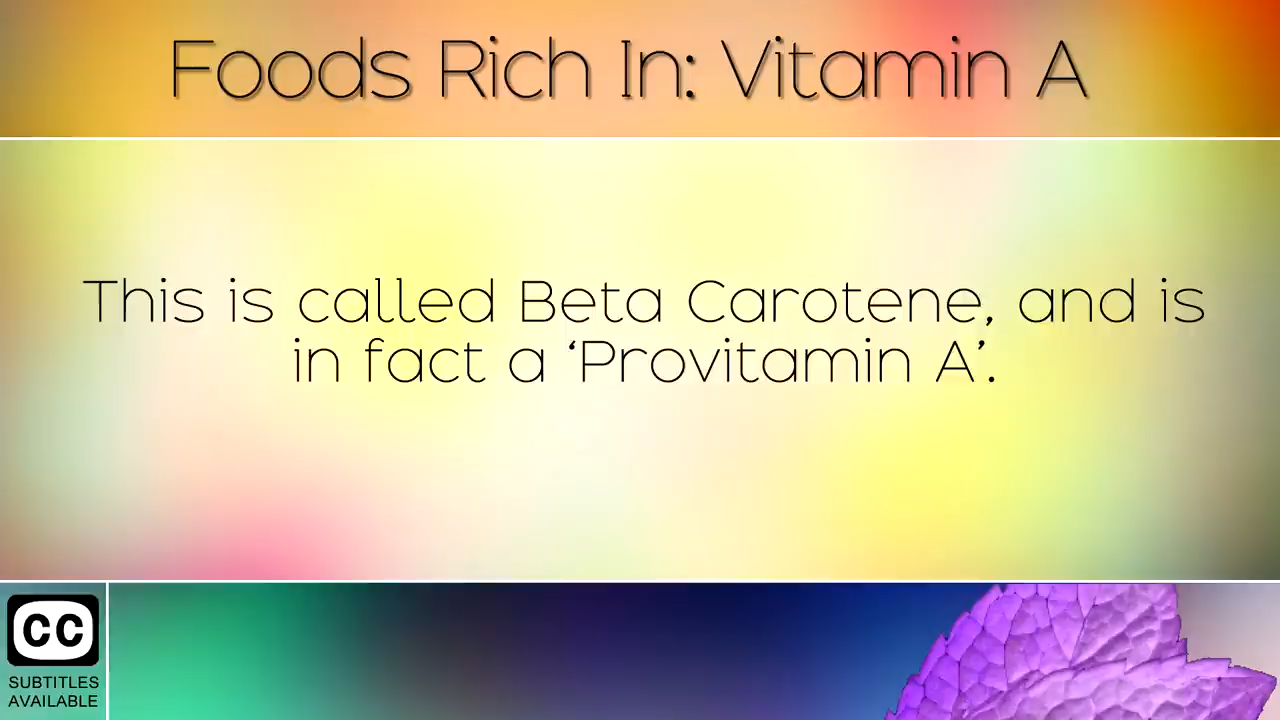 Foods Rich In: Vitamin A
This is called Beta Carotene, and is
in fact a ‘Provitamin A’.
CC
SUBTITLES
AVAILABLE